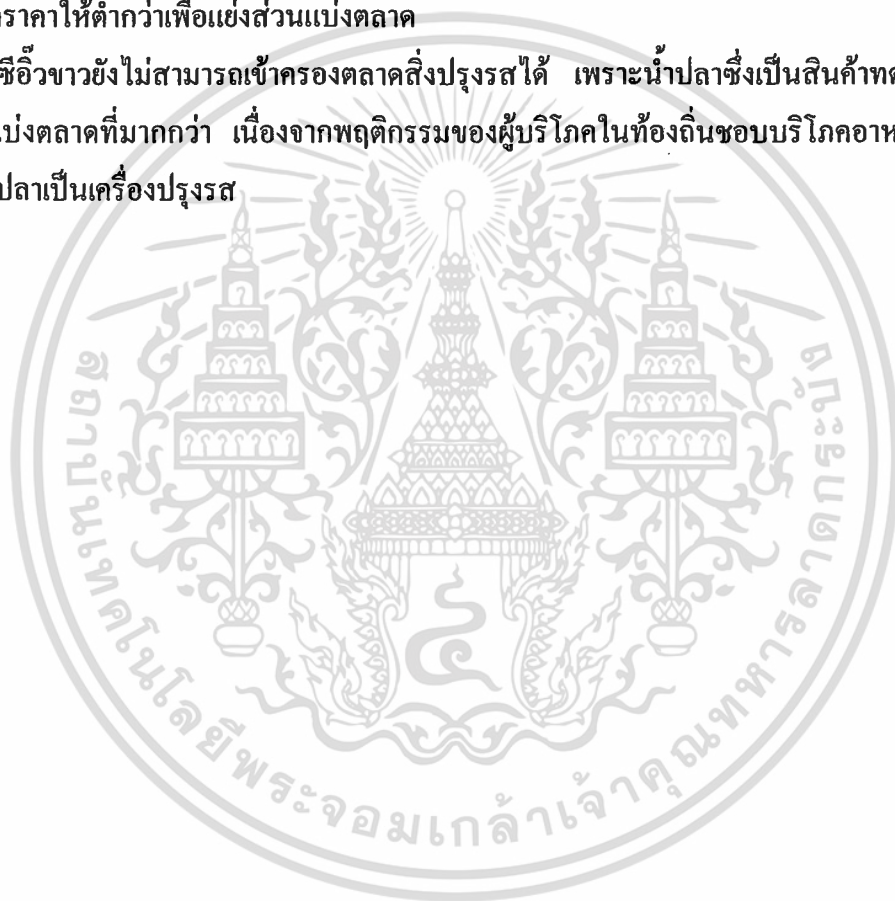 ราคาให้ต่ำกว่าเพื่อแย่งส่วนแบ่งตลาด
ซีอิ๊วขาวยังไม่สามารถเข้าครองตลาดสิ่งปรุงรสได้ เพราะน้ำปลาซึ่งเป็นสินค้าทด
แบ่งตลาดที่มากกว่า เนื่องจากพฤติกรรมของผู้บริโภคในท้องถิ่นชอบบริโภคอาห
ปลาเป็นเครื่องปรุงรส
สถาบันเทคโนโลยีพระจอมเกล้าเจ้าคุณทหารลาดกระบัง